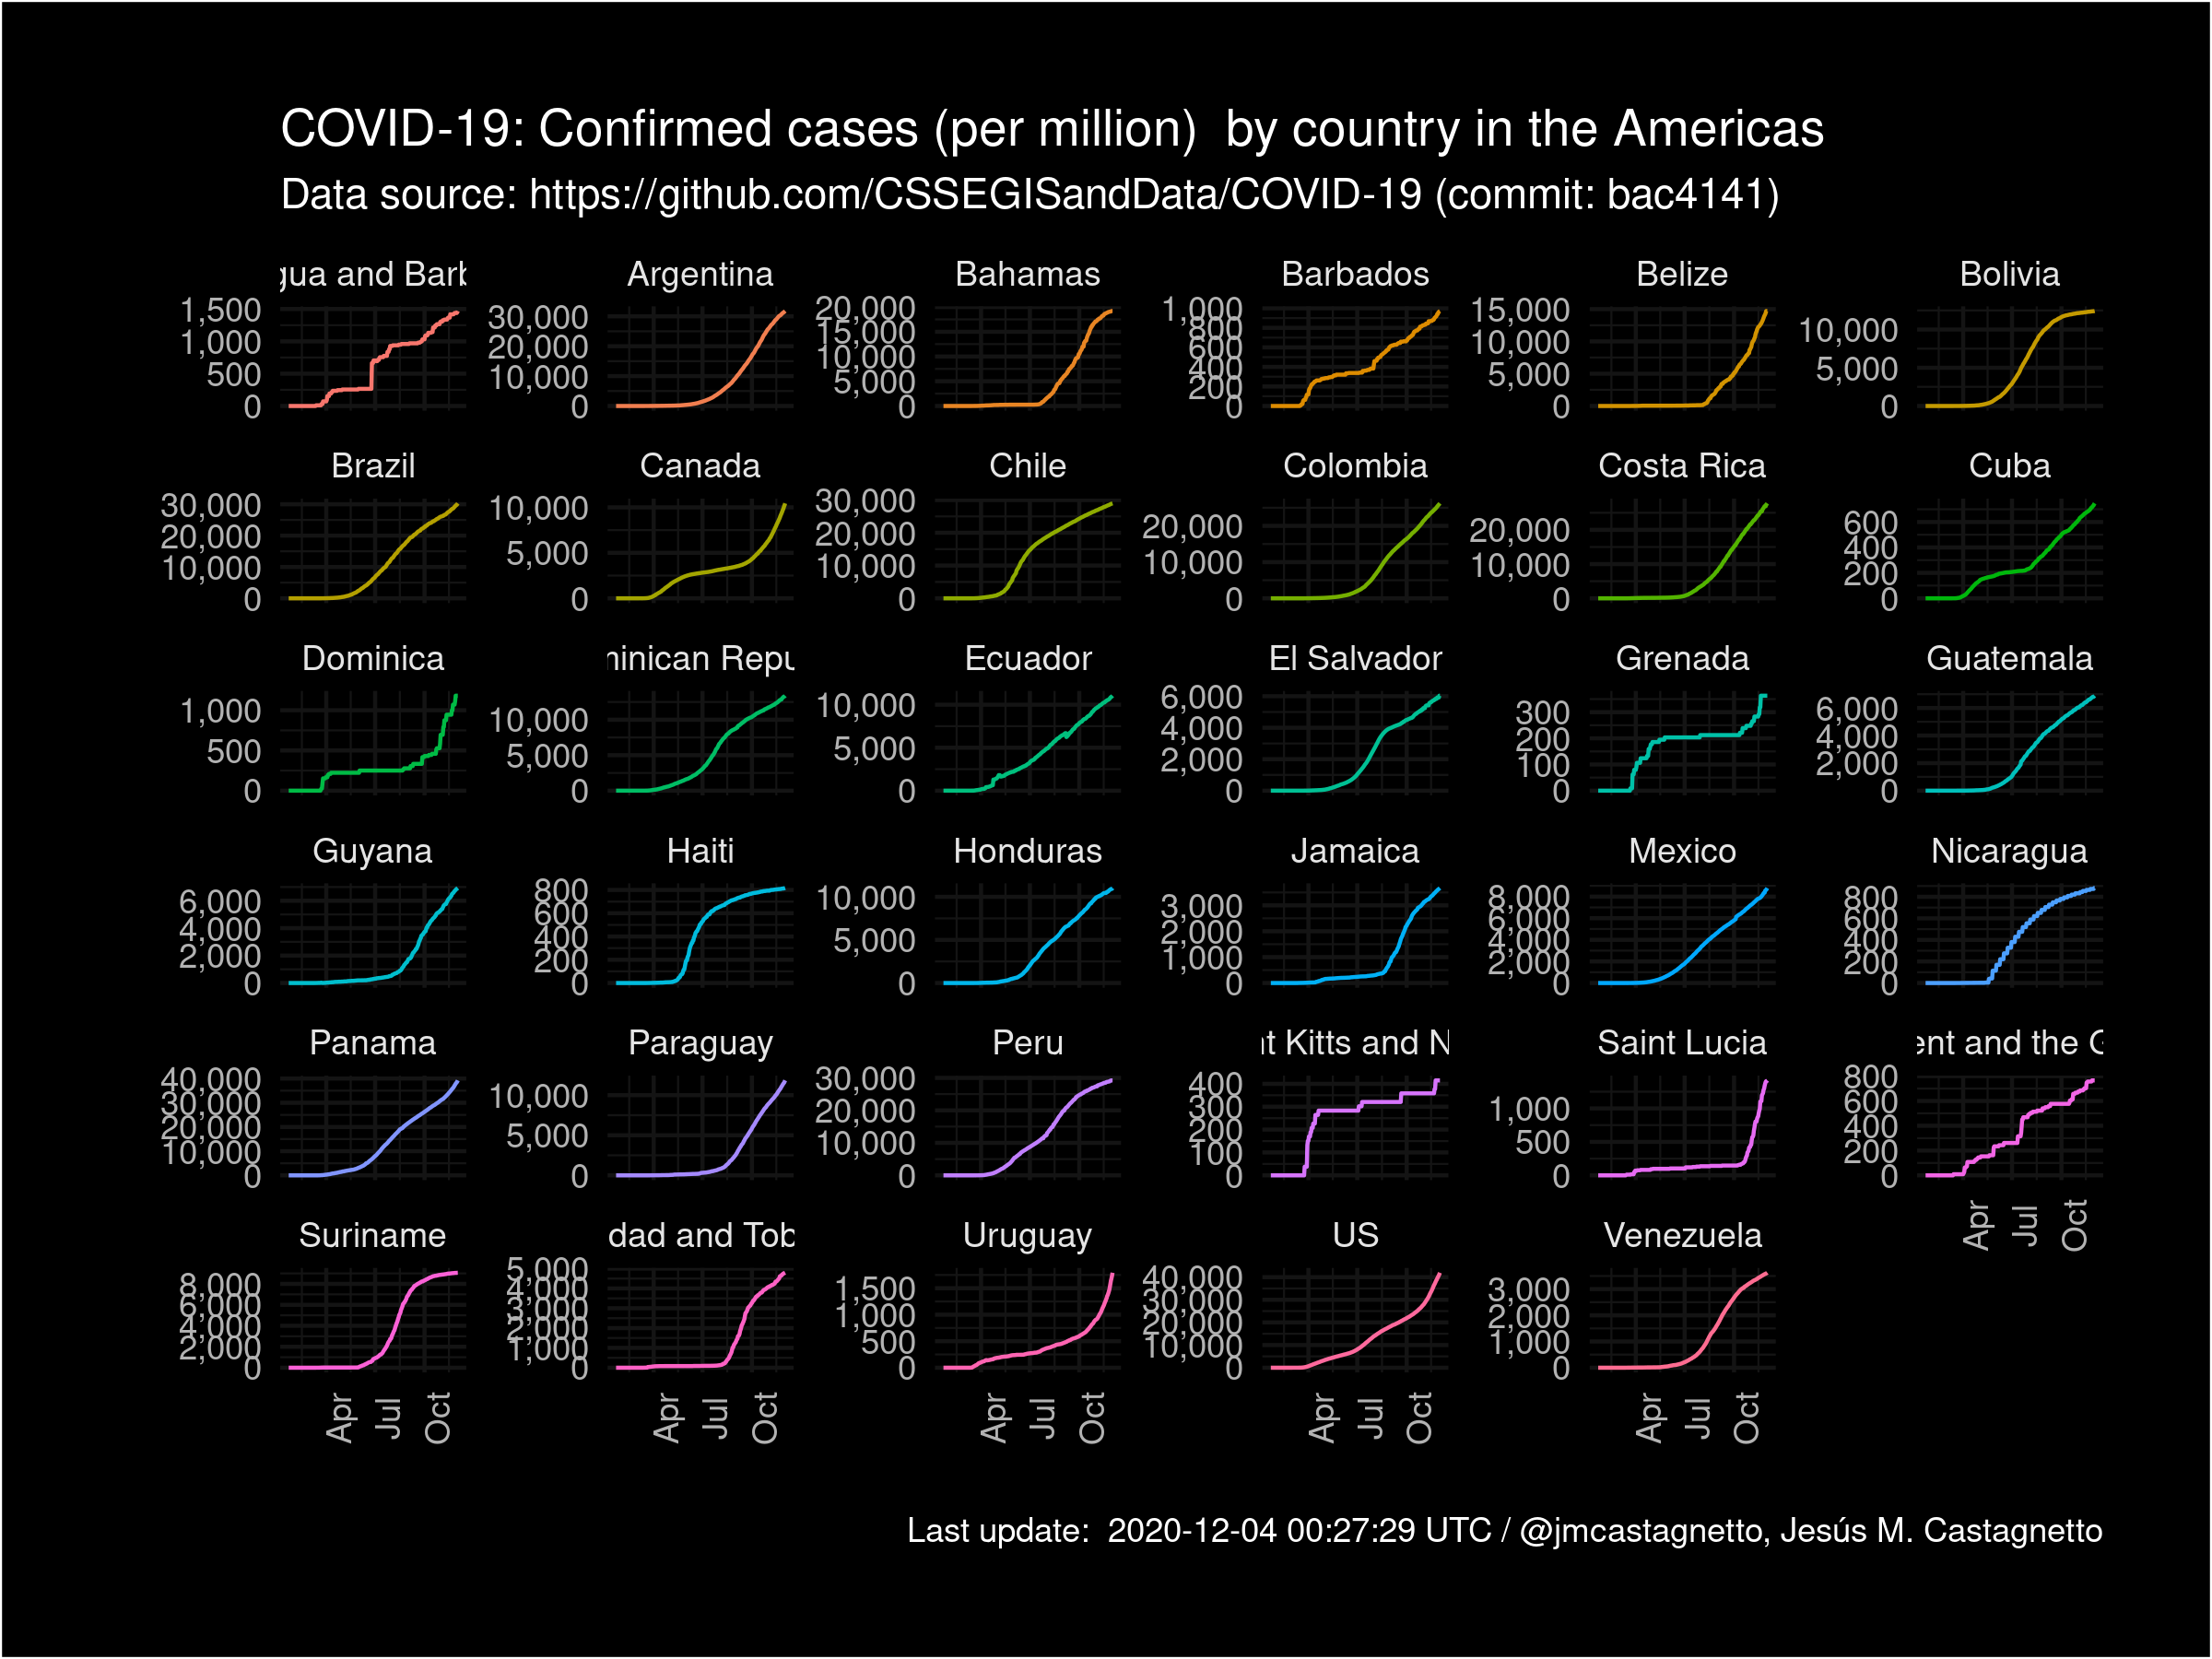 COVID-19: Confirmed cases (per million)  by country in the Americas
Data source: https://github.com/CSSEGISandData/COVID-19 (commit: bac4141)
gua and Barb
1,500
1,000
500
0
Argentina
30,000
20,000
10,000
0
Bahamas
20,000
15,000
10,000
5,000
0
Barbados
1,000
800
600
400
200
0
Belize
15,000
10,000
5,000
0
Bolivia
10,000
5,000
0
Brazil
30,000
20,000
10,000
0
Canada
10,000
5,000
0
Chile
30,000
20,000
10,000
0
Colombia
20,000
10,000
0
Costa Rica
20,000
10,000
0
Cuba
600
400
200
0
Dominica
1,000
500
0
minican Repu
10,000
5,000
0
Ecuador
10,000
5,000
0
El Salvador
6,000
4,000
2,000
0
Grenada
300
200
100
0
Guatemala
6,000
4,000
2,000
0
Guyana
6,000
4,000
2,000
0
Haiti
800
600
400
200
0
Honduras
10,000
5,000
0
Jamaica
3,000
2,000
1,000
0
Mexico
8,000
6,000
4,000
2,000
0
Nicaragua
800
600
400
200
0
Panama
40,000
30,000
20,000
10,000
0
Paraguay
10,000
5,000
0
Peru
30,000
20,000
10,000
0
nt Kitts and N
400
300
200
100
0
Saint Lucia
1,000
500
0
ent and the G
800
600
400
200
0
Apr
Jul
Oct
Suriname
8,000
6,000
4,000
2,000
0
Apr
Jul
Oct
dad and Tob
5,000
4,000
3,000
2,000
1,000
0
Apr
Jul
Oct
Uruguay
1,500
1,000
500
0
Apr
Jul
Oct
US
40,000
30,000
20,000
10,000
0
Apr
Jul
Oct
Venezuela
3,000
2,000
1,000
0
Apr
Jul
Oct
Last update:  2020-12-04 00:27:29 UTC / @jmcastagnetto, Jesús M. Castagnetto